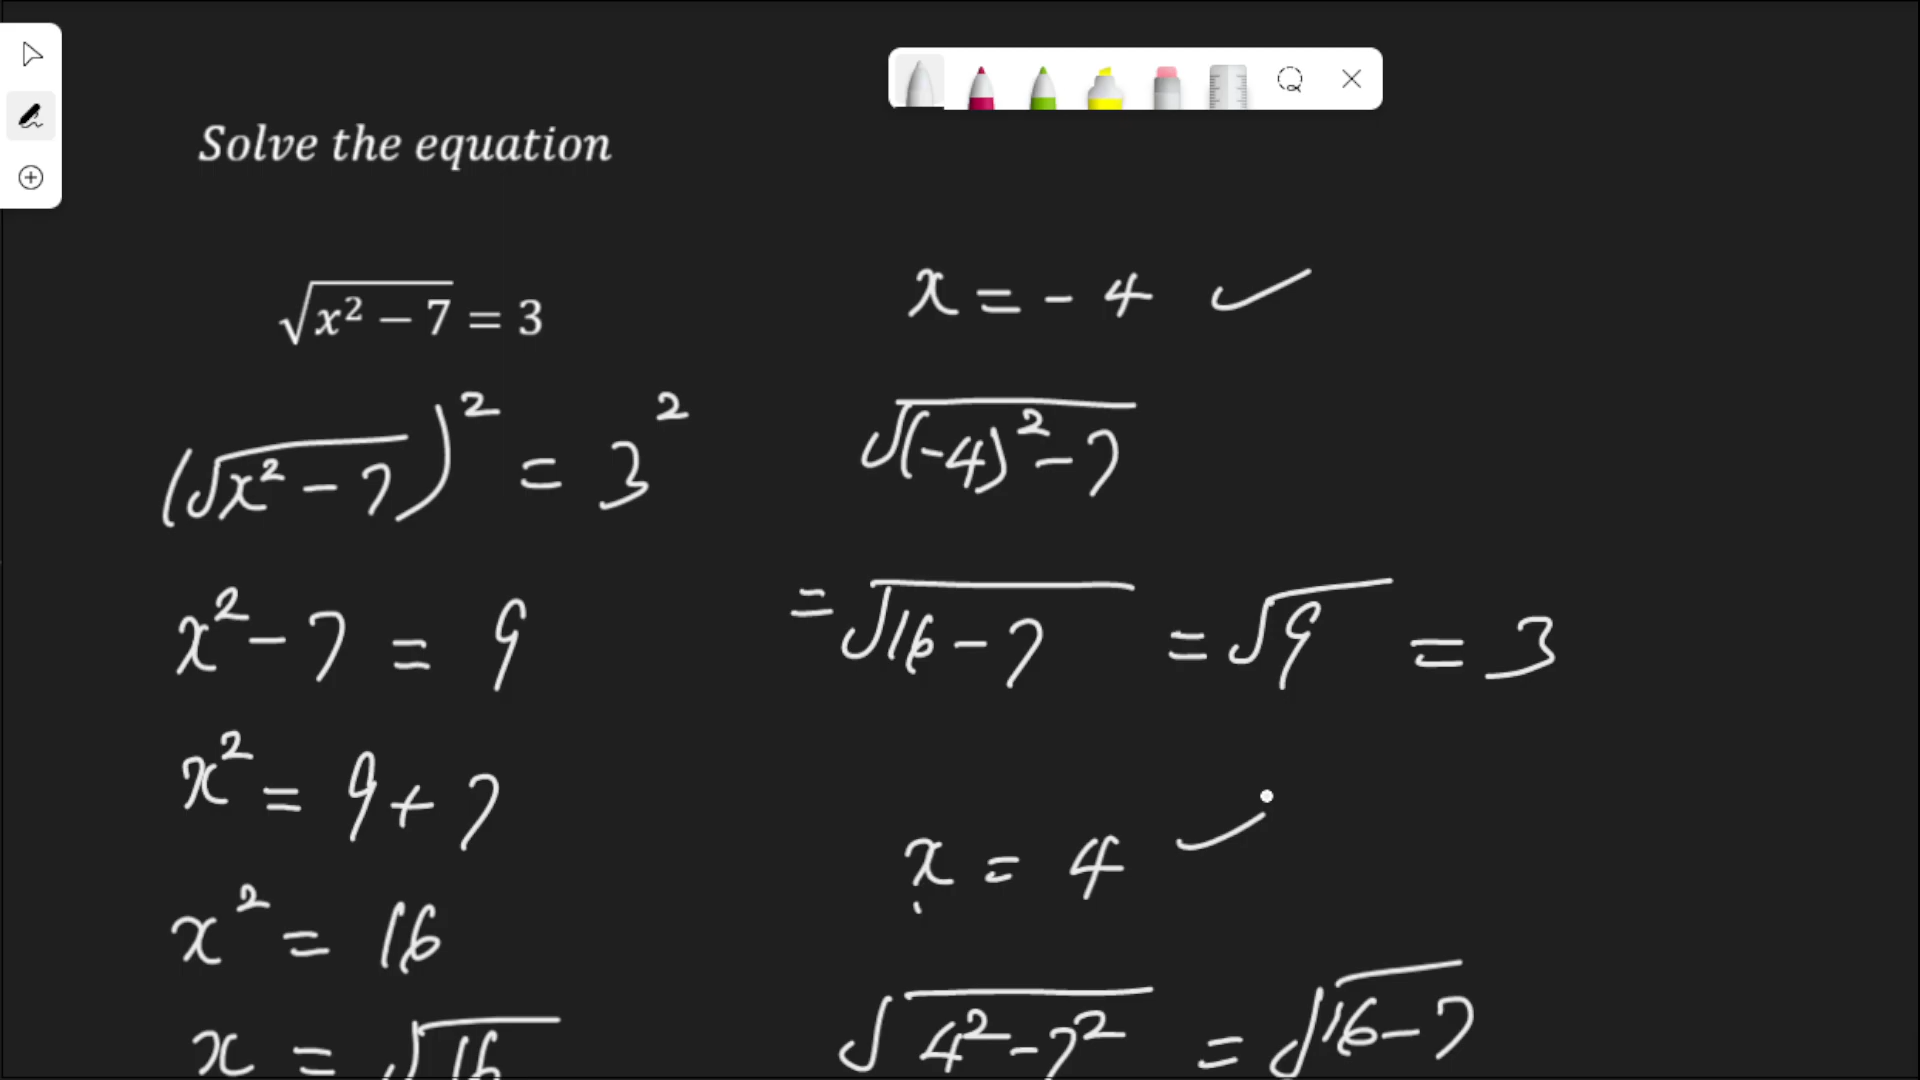 Solve the equation
√(x² − 7) = 3
(√(x² − 7))² = 3²
x² − 7 = 9
x² = 9 + 7
x² = 16
x = √16
x = − 4 ✓
√((−4)² − 7)
= √(16 − 7) = √9 = 3
x = 4 ✓
√(4² − 7²) = √(16 − 7)